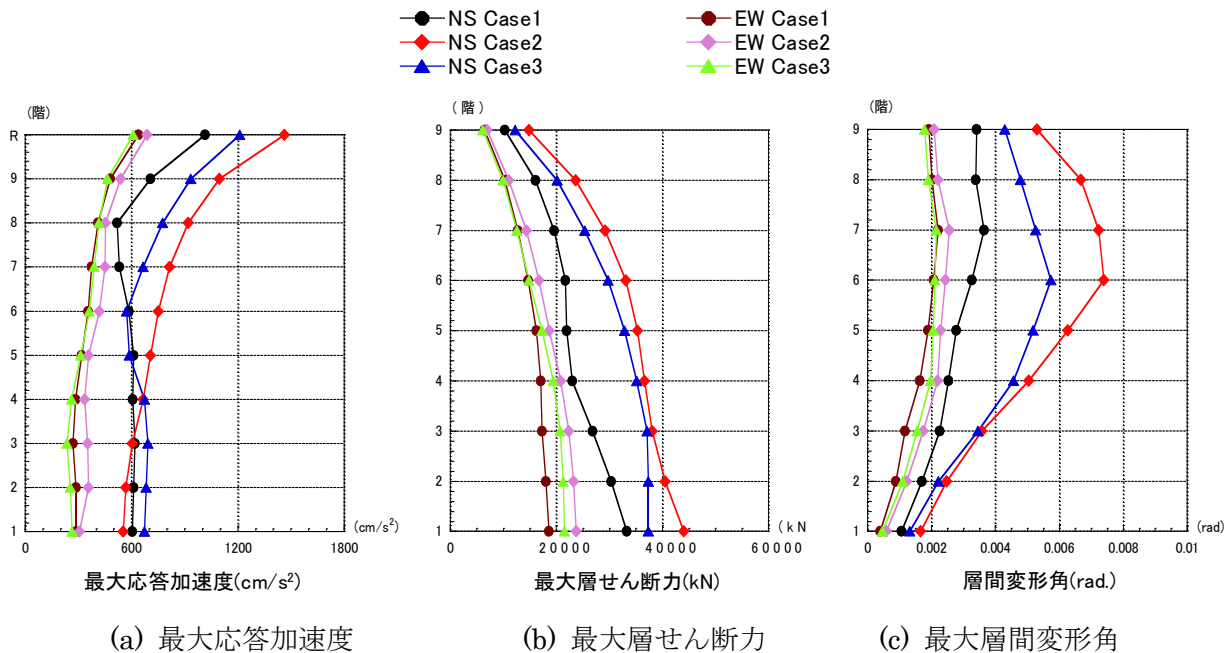 NS Case1 EW Case1
NS Case2 EW Case2
NS Case3 EW Case3
(階)
R
9
8
7
6
5
4
3
2
1
0 600 1200 1800
(cm/s²)
最大応答加速度(cm/s²)
(階)
9
8
7
6
5
4
3
2
1
0 20000 40000 60000
(kN
最大層せん断力(kN)
(階)
9
8
7
6
5
4
3
2
1
0 0.002 0.004 0.006 0.008 0.01
(rad
層間変形角(rad.)
(a) 最大応答加速度 (b) 最大層せん断力 (c) 最大層間変形角